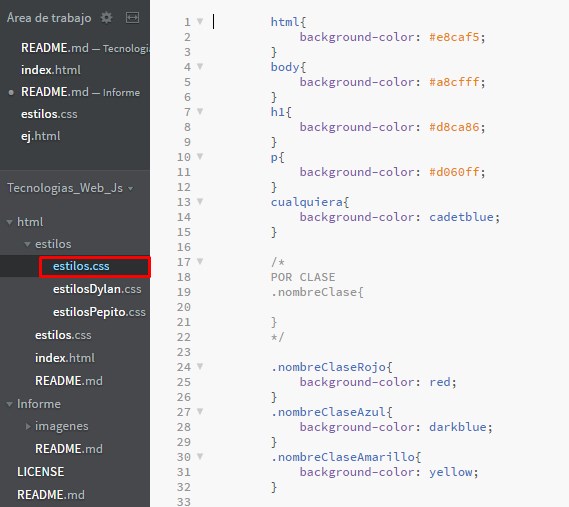 Área de trabajo
README.md — Tecnologia
index.html
README.md — Informe
estilos.css
ej.html
Tecnologias_Web_Js
html
estilos
estilos.css
estilosDylan.css
estilosPepito.css
estilos.css
index.html
README.md
Informe
imagenes
README.md
LICENSE
README.md
1 html{
2 background-color: #e8caf5;
3 }
4 body{
5 background-color: #a8cfff;
6 }
7 h1{
8 background-color: #d8ca86;
9 }
10 p{
11 background-color: #d060ff;
12 }
13 cualquiera{
14 background-color: cadetblue;
15 }
16
17 /*
18 POR CLASE
19 .nombreClase{
20
21 }
22 */
23
24 .nombreClaseRojo{
25 background-color: red;
26 }
27 .nombreClaseAzul{
28 background-color: darkblue;
29 }
30 .nombreClaseAmarillo{
31 background-color: yellow;
32 }
33